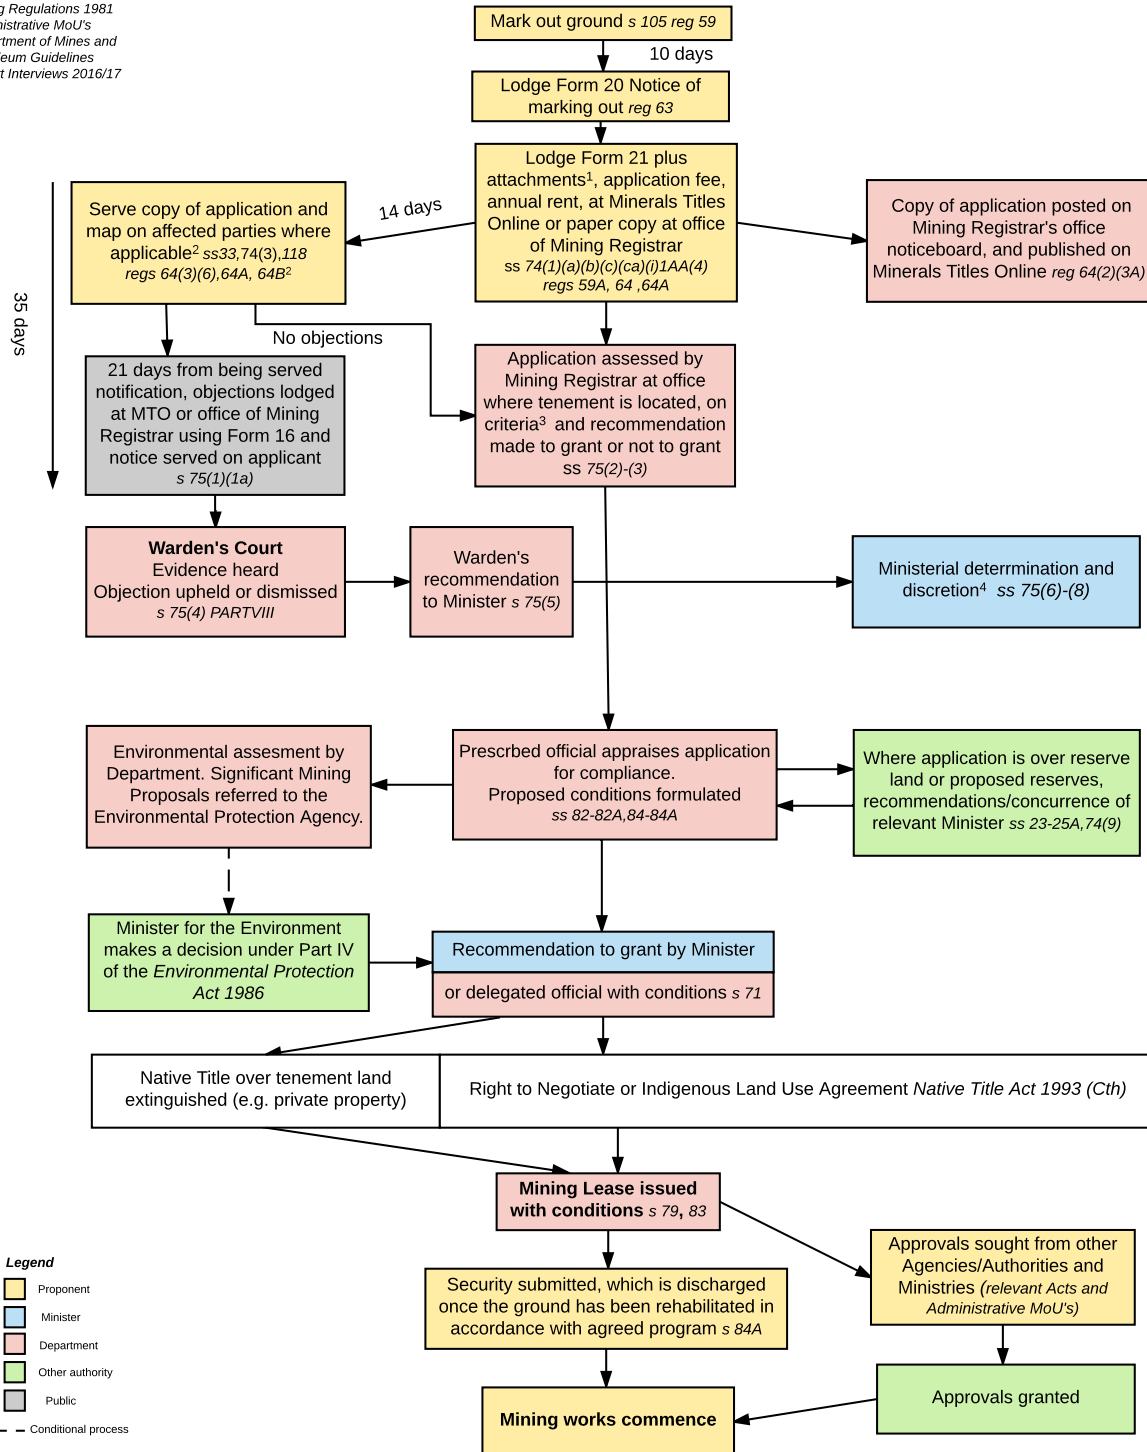 g Regulations 1981
nistrative MoU's
rtment of Mines and
leum Guidelines
t Interviews 2016/17
Mark out ground s 105 reg 59
10 days
Lodge Form 20 Notice of
marking out reg 63
Lodge Form 21 plus
attachments¹, application fee,
annual rent, at Minerals Titles
Online or paper copy at office
of Mining Registrar
ss 74(1)(a)(b)(c)(ca)(i)1AA(4)
regs 59A, 64 ,64A
14 days
Serve copy of application and
map on affected parties where
applicable² ss33,74(3),118
regs 64(3)(6),64A, 64B²
Copy of application posted on
Mining Registrar's office
noticeboard, and published on
Minerals Titles Online reg 64(2)(3A)
35 days
No objections
21 days from being served
notification, objections lodged
at MTO or office of Mining
Registrar using Form 16 and
notice served on applicant
s 75(1)(1a)
Application assessed by
Mining Registrar at office
where tenement is located, on
criteria³ and recommendation
made to grant or not to grant
ss 75(2)-(3)
Warden's Court
Evidence heard
Objection upheld or dismissed
s 75(4) PARTVIII
Warden's
recommendation
to Minister s 75(5)
Ministerial deterrmination and
discretion⁴ ss 75(6)-(8)
Environmental assesment by
Department. Significant Mining
Proposals referred to the
Environmental Protection Agency.
Prescrbed official appraises application
for compliance.
Proposed conditions formulated
ss 82-82A,84-84A
Where application is over reserve
land or proposed reserves,
recommendations/concurrence of
relevant Minister ss 23-25A,74(9)
Minister for the Environment
makes a decision under Part IV
of the Environmental Protection
Act 1986
Recommendation to grant by Minister
or delegated official with conditions s 71
Native Title over tenement land
extinguished (e.g. private property)
Right to Negotiate or Indigenous Land Use Agreement Native Title Act 1993 (Cth)
Mining Lease issued
with conditions s 79, 83
Approvals sought from other
Agencies/Authorities and
Ministries (relevant Acts and
Administrative MoU's)
Security submitted, which is discharged
once the ground has been rehabilitated in
accordance with agreed program s 84A
Approvals granted
Mining works commence
Legend
Proponent
Minister
Department
Other authority
Public
Conditional process